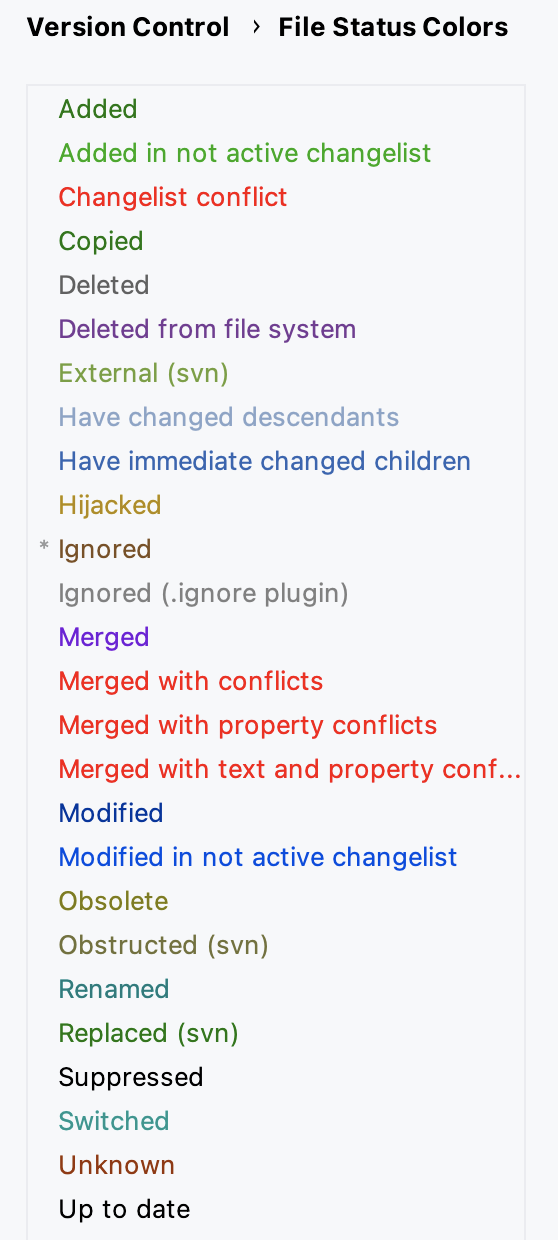 Version Control › File Status Colors
Added
Added in not active changelist
Changelist conflict
Copied
Deleted
Deleted from file system
External (svn)
Have changed descendants
Have immediate changed children
Hijacked
* Ignored
Ignored (.ignore plugin)
Merged
Merged with conflicts
Merged with property conflicts
Merged with text and property conf...
Modified
Modified in not active changelist
Obsolete
Obstructed (svn)
Renamed
Replaced (svn)
Suppressed
Switched
Unknown
Up to date